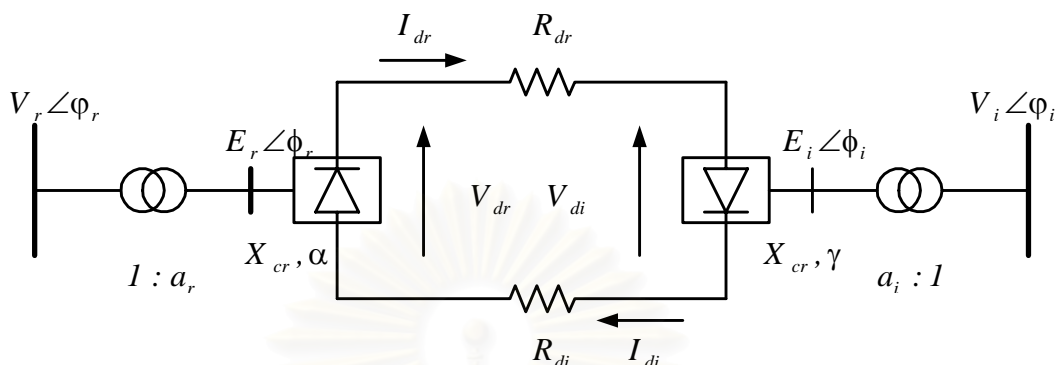 I_dr R_dr
V_r∠φ_r V_i∠φ_i
E_r∠ϕ_r E_i∠ϕ_i
V_dr V_di
X_cr, α X_cr, γ
1 : a_r a_i : 1
R_di I_di